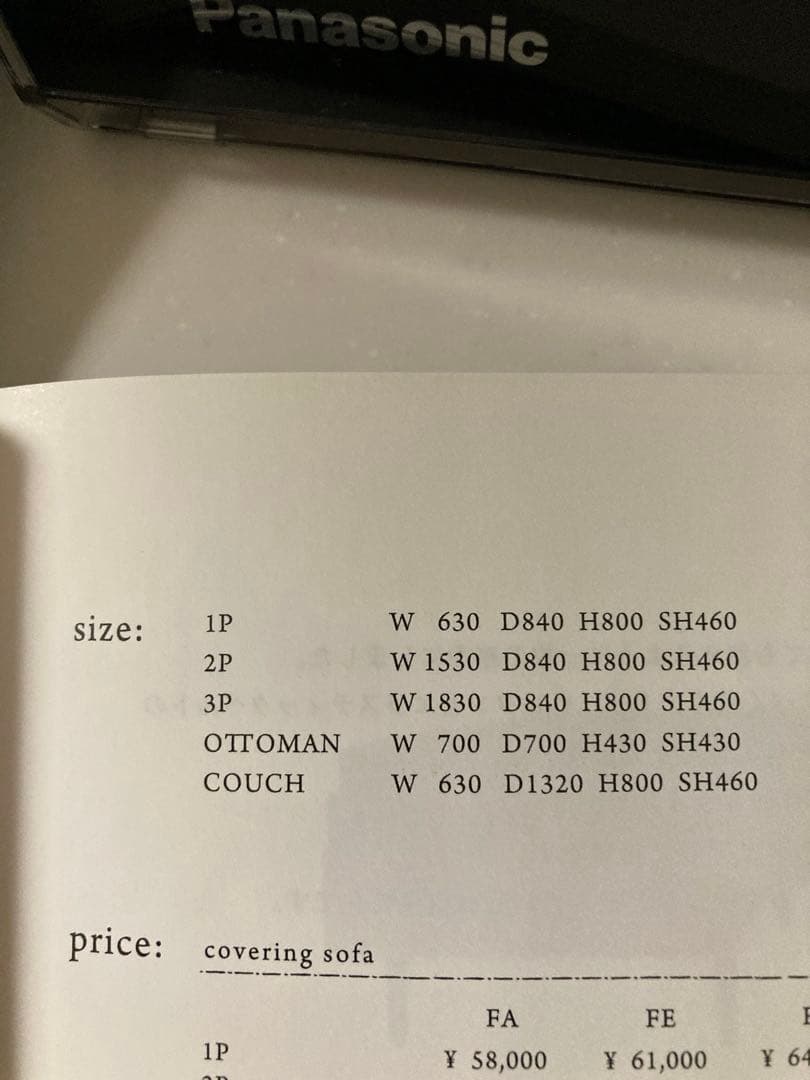 Panasonic
size: 1P W 630 D840 H800 SH460
2P W 1530 D840 H800 SH460
3P W 1830 D840 H800 SH460
OTTOMAN W 700 D700 H430 SH430
COUCH W 630 D1320 H800 SH460
price: covering sofa
FA FE
1P ¥ 58,000 ¥ 61,000 ¥ 64